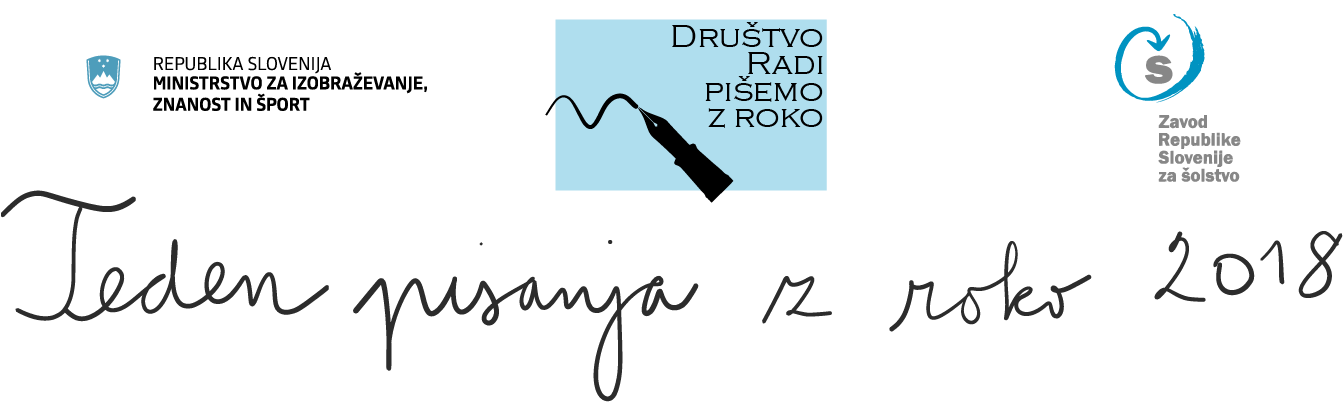 REPUBLIKA SLOVENIJA
MINISTRSTVO ZA IZOBRAŽEVANJE,
ZNANOST IN ŠPORT
DRUŠTVO
RADI
PIŠEMO
Z ROKO
Š
Zavod
Republike
Slovenije
za šolstvo
Teden pisanja z roko 2018